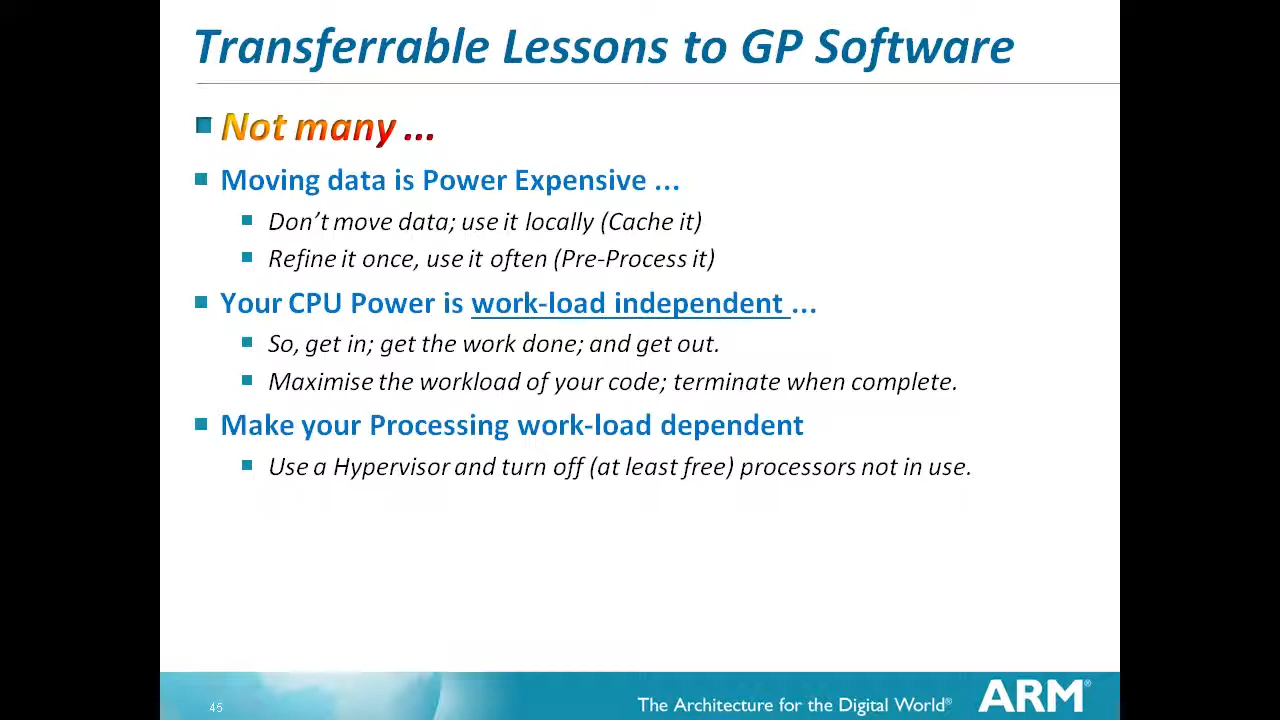 Transferrable Lessons to GP Software
Not many ...
Moving data is Power Expensive ...
Don't move data; use it locally (Cache it)
Refine it once, use it often (Pre-Process it)
Your CPU Power is work-load independent ...
So, get in; get the work done; and get out.
Maximise the workload of your code; terminate when complete.
Make your Processing work-load dependent
Use a Hypervisor and turn off (at least free) processors not in use.
45
The Architecture for the Digital World®
ARM®